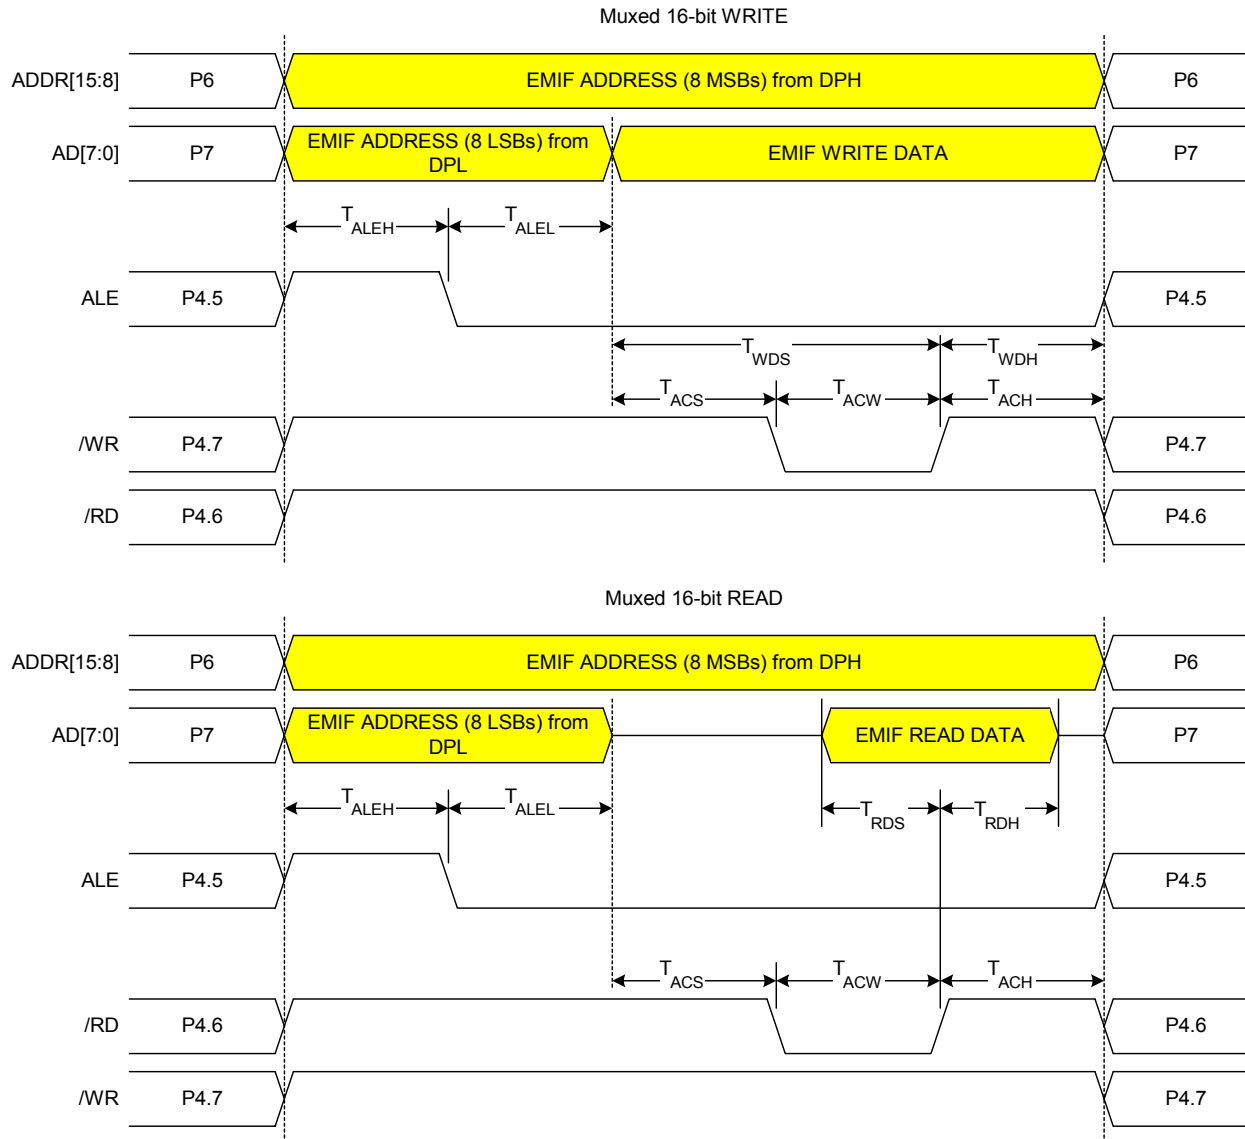 Muxed 16-bit WRITE
ADDR[15:8] P6 EMIF ADDRESS (8 MSBs) from DPH P6
AD[7:0] P7 EMIF ADDRESS (8 LSBs) from DPL EMIF WRITE DATA P7
TALEH TALEL
ALE P4.5 P4.5
TWDS TWDH
TACS TACW TACH
/WR P4.7 P4.7
/RD P4.6 P4.6
Muxed 16-bit READ
ADDR[15:8] P6 EMIF ADDRESS (8 MSBs) from DPH P6
AD[7:0] P7 EMIF ADDRESS (8 LSBs) from DPL EMIF READ DATA P7
TALEH TALEL TRDS TRDH
ALE P4.5 P4.5
TACS TACW TACH
/RD P4.6 P4.6
/WR P4.7 P4.7